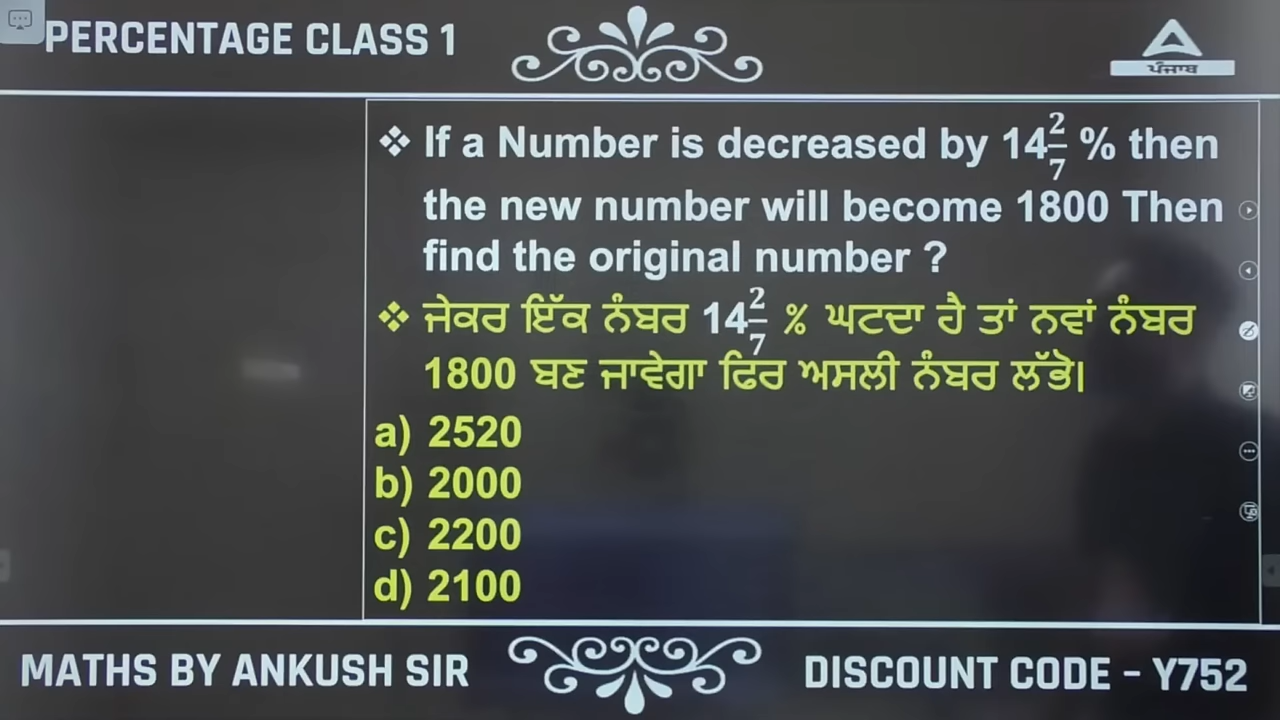 PERCENTAGE CLASS 1
ਪੰਜਾਬ
❖ If a Number is decreased by 14 2/7 % then
the new number will become 1800 Then
find the original number ?
❖ ਜੇਕਰ ਇੱਕ ਨੰਬਰ 14 2/7 % ਘਟਦਾ ਹੈ ਤਾਂ ਨਵਾਂ ਨੰਬਰ
1800 ਬਣ ਜਾਵੇਗਾ ਫਿਰ ਅਸਲੀ ਨੰਬਰ ਲੱਭੋ।
a) 2520
b) 2000
c) 2200
d) 2100
MATHS BY ANKUSH SIR
DISCOUNT CODE - Y752